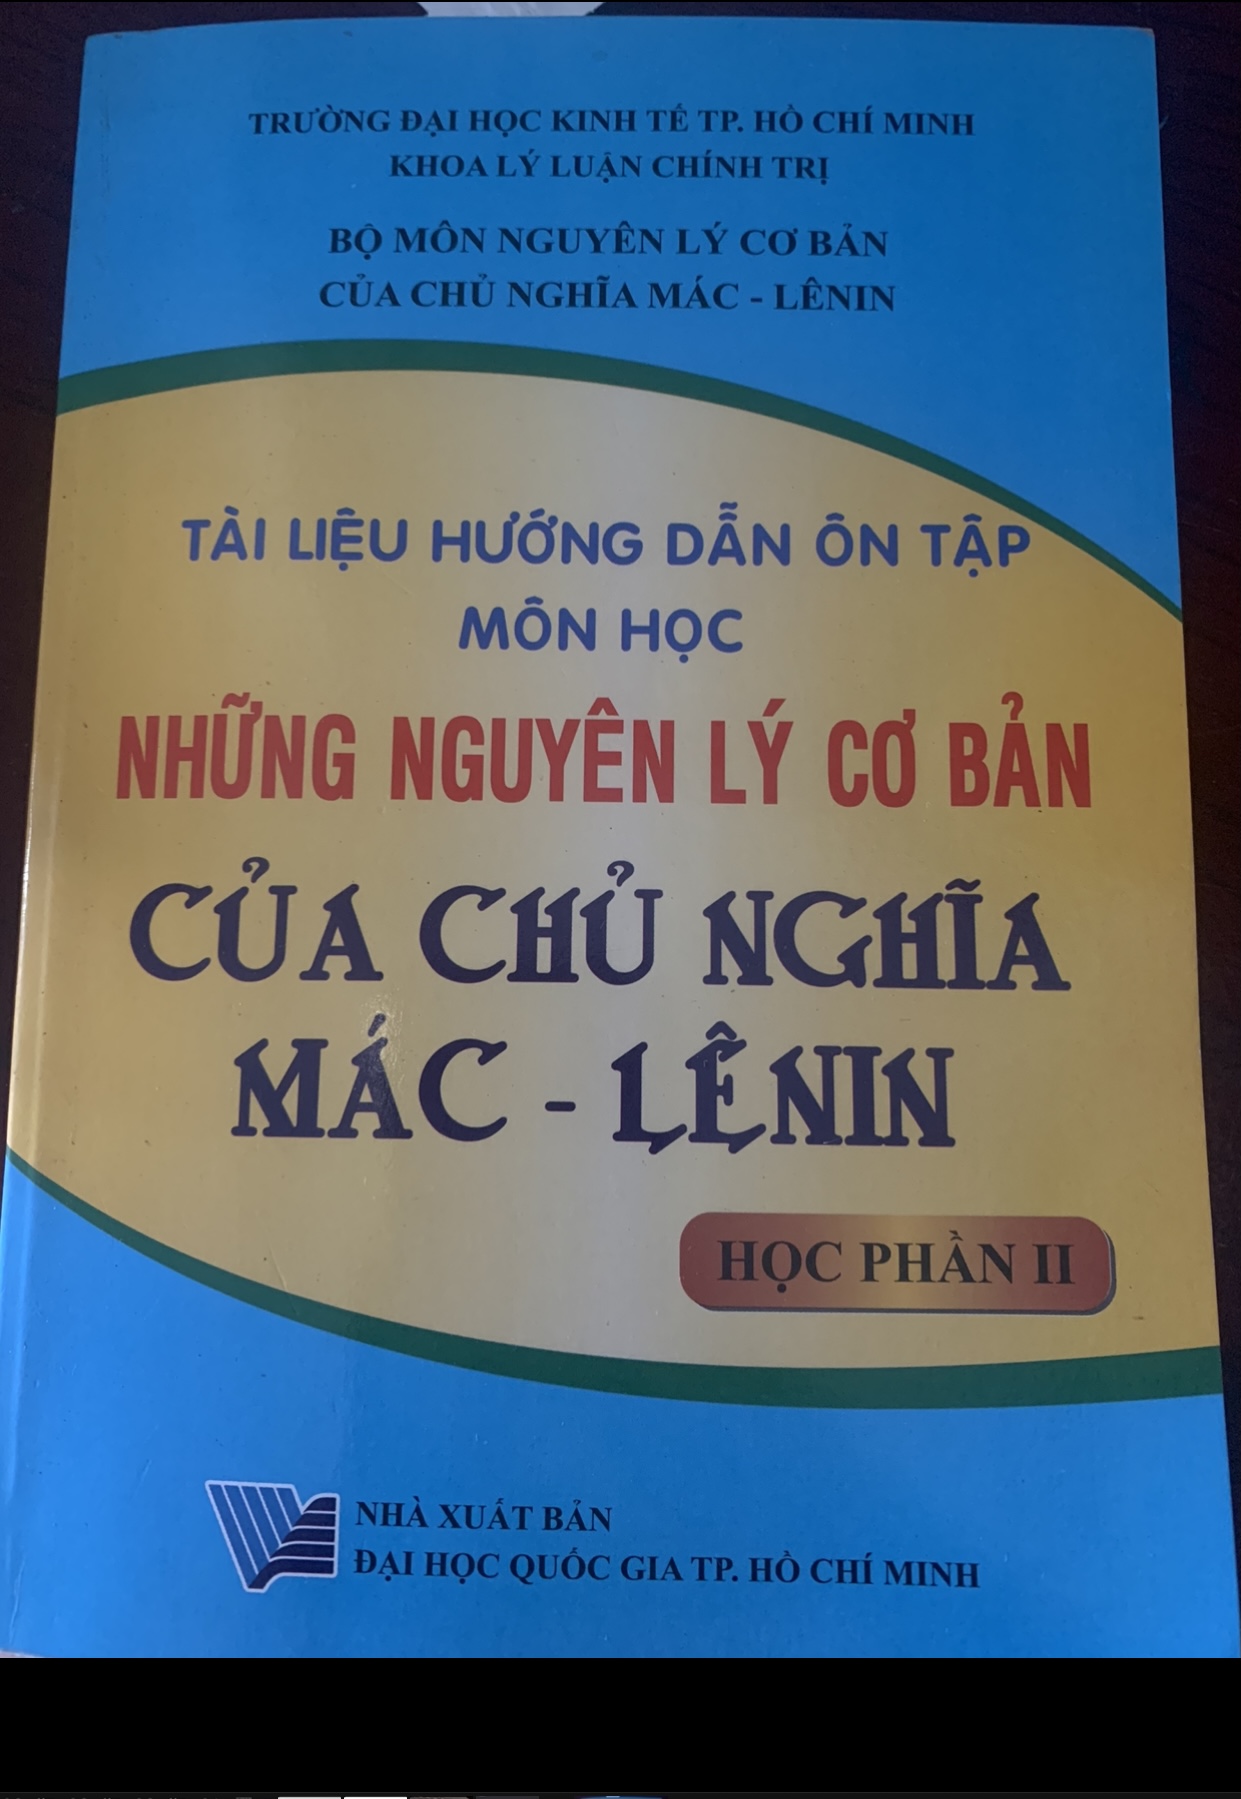 TRƯỜNG ĐẠI HỌC KINH TẾ TP. HỒ CHÍ MINH
KHOA LÝ LUẬN CHÍNH TRỊ
BỘ MÔN NGUYÊN LÝ CƠ BẢN
CỦA CHỦ NGHĨA MÁC - LÊNIN
TÀI LIỆU HƯỚNG DẪN ÔN TẬP
MÔN HỌC
NHỮNG NGUYÊN LÝ CƠ BẢN
CỦA CHỦ NGHĨA
MÁC - LÊNIN
HỌC PHẦN II
NHÀ XUẤT BẢN
ĐẠI HỌC QUỐC GIA TP. HỒ CHÍ MINH